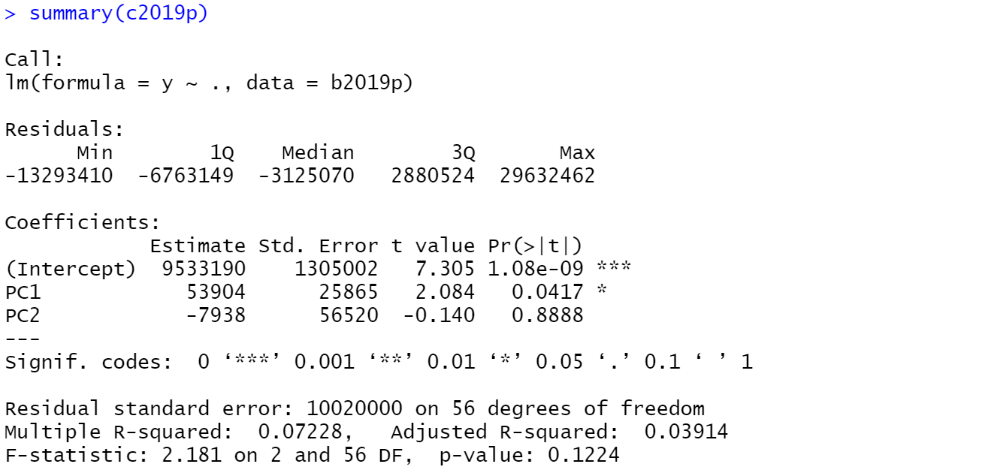 > summary(c2019p)
Call:
lm(formula = y ~ ., data = b2019p)
Residuals:
      Min        1Q    Median        3Q       Max
-13293410  -6763149  -3125070   2880524  29632462
Coefficients:
            Estimate Std. Error t value Pr(>|t|)
(Intercept)  9533190    1305002   7.305 1.08e-09 ***
PC1            53904      25865   2.084   0.0417 *
PC2            -7938      56520  -0.140   0.8888
---
Signif. codes:  0 ‘***’ 0.001 ‘**’ 0.01 ‘*’ 0.05 ‘.’ 0.1 ‘ ’ 1
Residual standard error: 10020000 on 56 degrees of freedom
Multiple R-squared:  0.07228,   Adjusted R-squared:  0.03914
F-statistic: 2.181 on 2 and 56 DF,  p-value: 0.1224